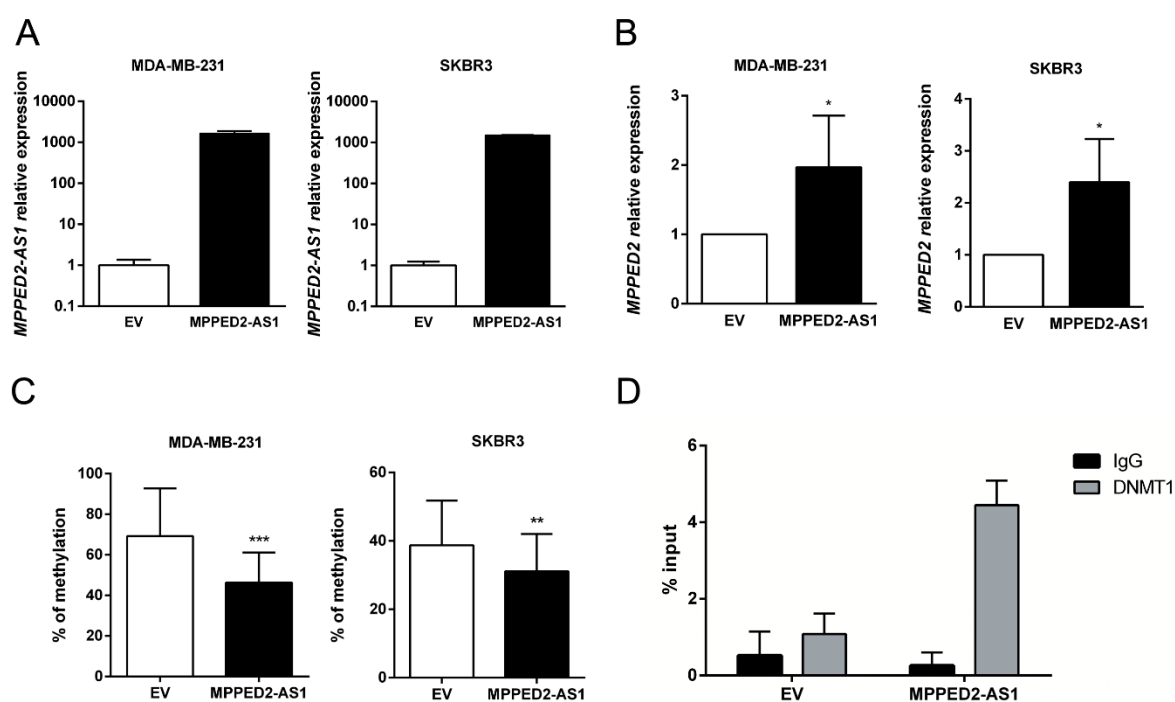 A
MDA-MB-231
MPPED2-AS1 relative expression
10000
1000
100
10
1
0.1
EV MPPED2-AS1
SKBR3
MPPED2-AS1 relative expression
10000
1000
100
10
1
0.1
EV MPPED2-AS1
B
MDA-MB-231
MPPED2 relative expression
3
2
1
0
*
EV MPPED2-AS1
SKBR3
MPPED2 relative expression
4
3
2
1
0
*
EV MPPED2-AS1
C
MDA-MB-231
% of methylation
100
80
60
40
20
0
***
EV MPPED2-AS1
SKBR3
% of methylation
60
40
20
0
**
EV MPPED2-AS1
D
% input
6
4
2
0
EV MPPED2-AS1
IgG
DNMT1